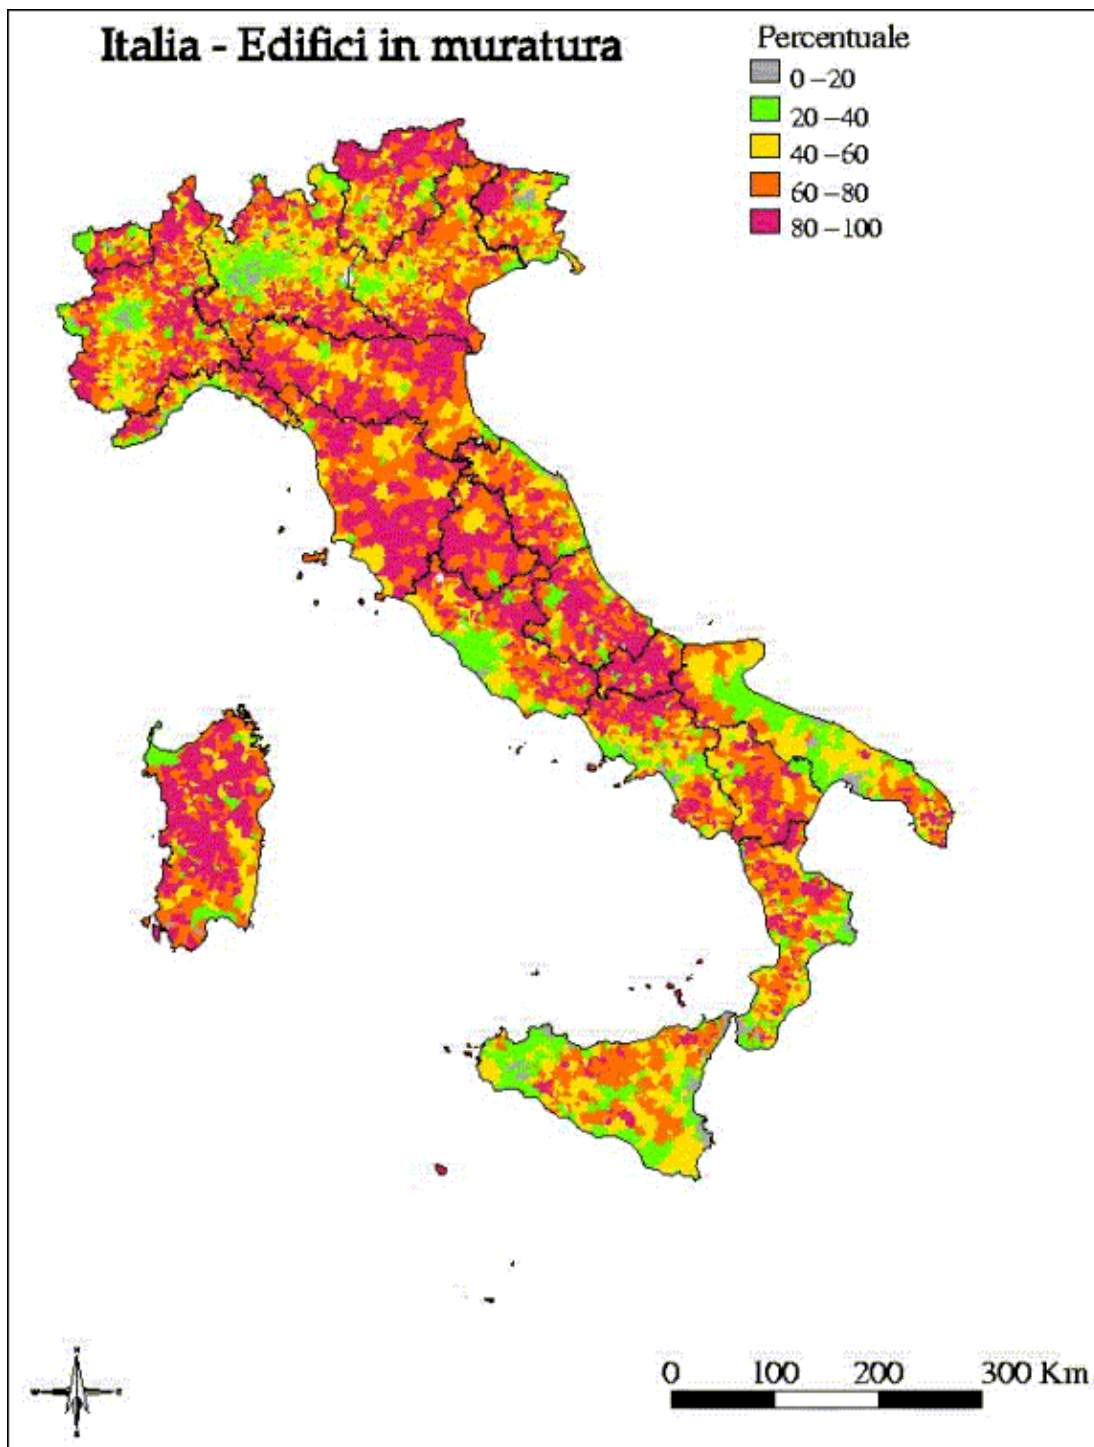 Italia - Edifici in muratura
Percentuale
0 – 20
20 – 40
40 – 60
60 – 80
80 – 100
0 100 200 300 Km